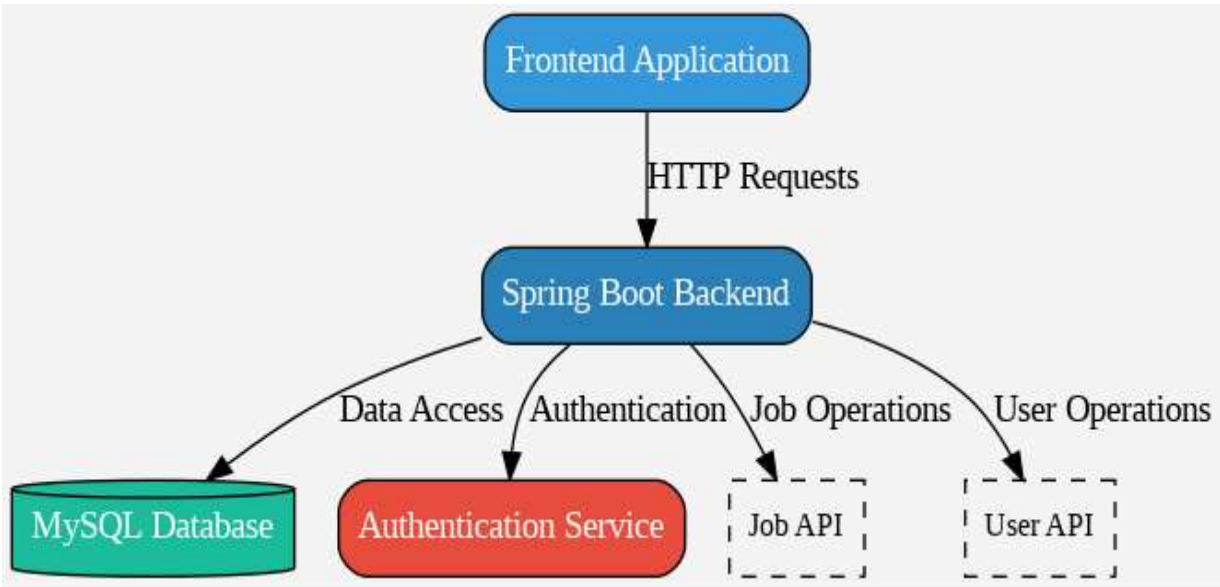 Frontend Application
HTTP Requests
Spring Boot Backend
Data Access
Authentication
Job Operations
User Operations
MySQL Database
Authentication Service
Job API
User API